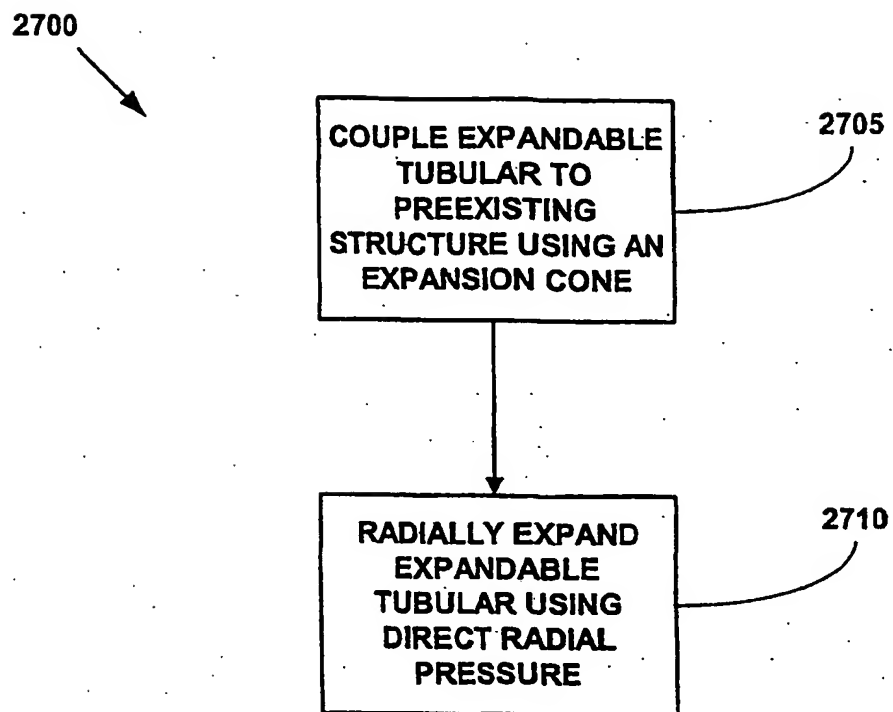 2700
COUPLE EXPANDABLE
TUBULAR TO
PREEXISTING
STRUCTURE USING AN
EXPANSION CONE
2705
RADIALLY EXPAND
EXPANDABLE
TUBULAR USING
DIRECT RADIAL
PRESSURE
2710